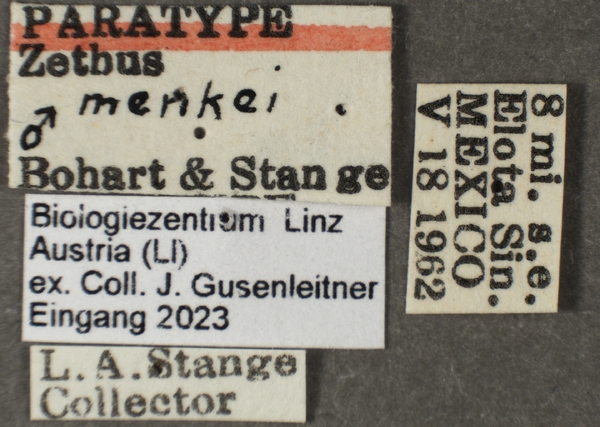 PARATYPE
Zethus
menkei
♂
Bohart & Stange
Biologiezentrum Linz
Austria (LI)
ex. Coll. J. Gusenleitner
Eingang 2023
L.A.Stange
Collector
8 mi. s.e.
Elota Sin.
MEXICO
V 18 1962